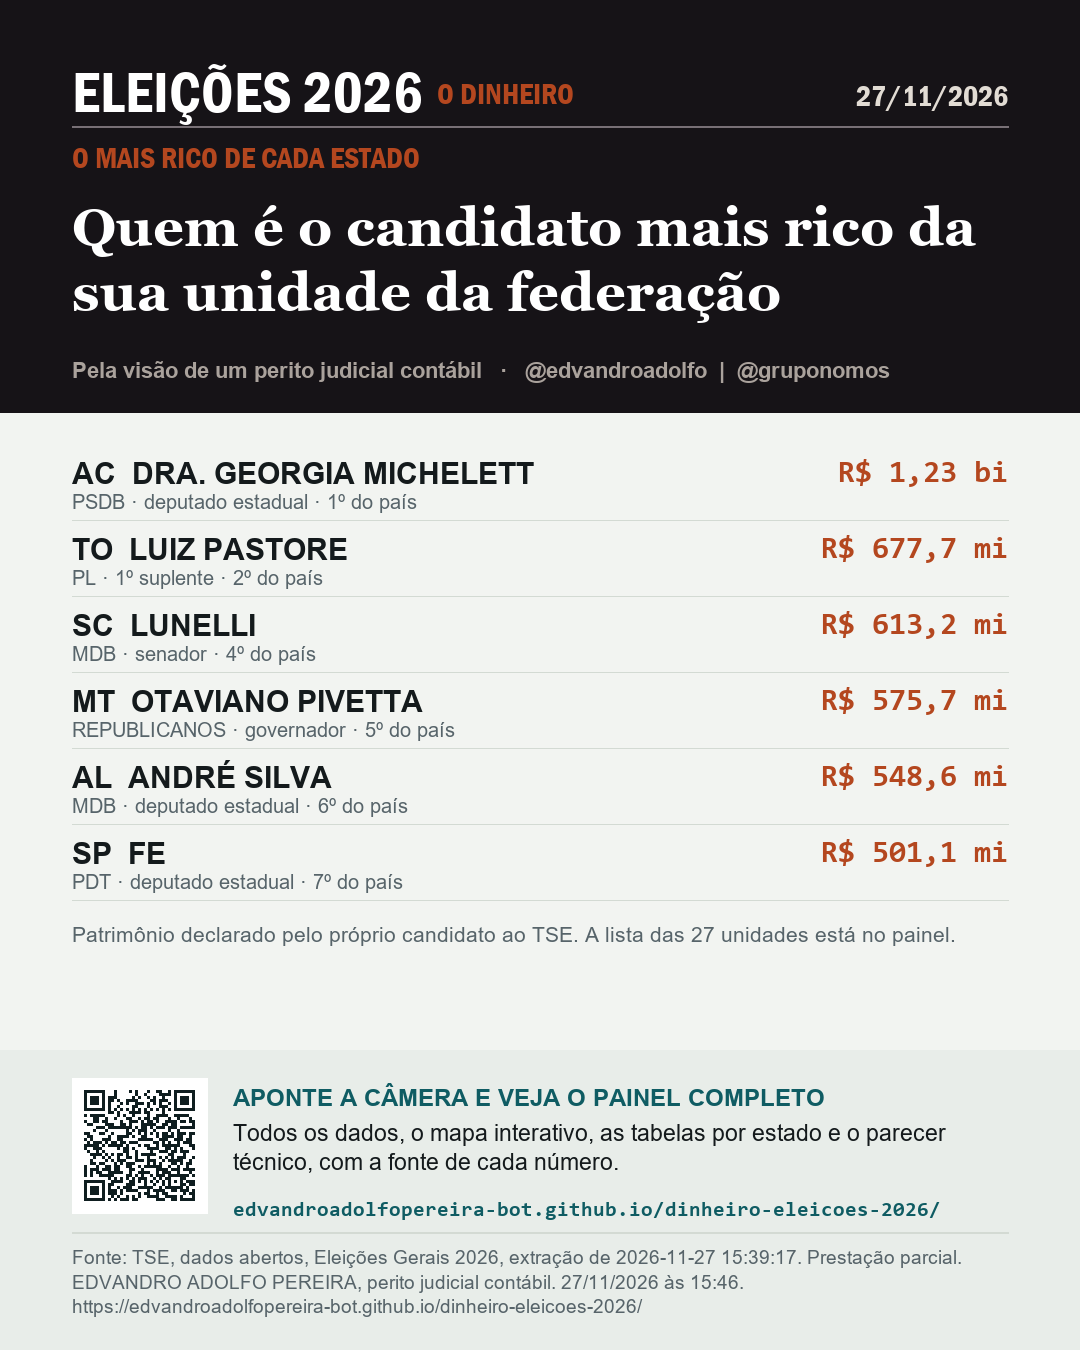 ELEIÇÕES 2026 O DINHEIRO 27/11/2026
O MAIS RICO DE CADA ESTADO
Quem é o candidato mais rico da
sua unidade da federação
Pela visão de um perito judicial contábil · @edvandroadolfo | @gruponomos
AC DRA. GEORGIA MICHELETT R$ 1,23 bi
PSDB · deputado estadual · 1º do país
TO LUIZ PASTORE R$ 677,7 mi
PL · 1º suplente · 2º do país
SC LUNELLI R$ 613,2 mi
MDB · senador · 4º do país
MT OTAVIANO PIVETTA R$ 575,7 mi
REPUBLICANOS · governador · 5º do país
AL ANDRÉ SILVA R$ 548,6 mi
MDB · deputado estadual · 6º do país
SP FE R$ 501,1 mi
PDT · deputado estadual · 7º do país
Patrimônio declarado pelo próprio candidato ao TSE. A lista das 27 unidades está no painel.
APONTE A CÂMERA E VEJA O PAINEL COMPLETO
Todos os dados, o mapa interativo, as tabelas por estado e o parecer
técnico, com a fonte de cada número.
edvandroadolfopereira-bot.github.io/dinheiro-eleicoes-2026/
Fonte: TSE, dados abertos, Eleições Gerais 2026, extração de 2026-11-27 15:39:17. Prestação parcial.
EDVANDRO ADOLFO PEREIRA, perito judicial contábil. 27/11/2026 às 15:46.
https://edvandroadolfopereira-bot.github.io/dinheiro-eleicoes-2026/